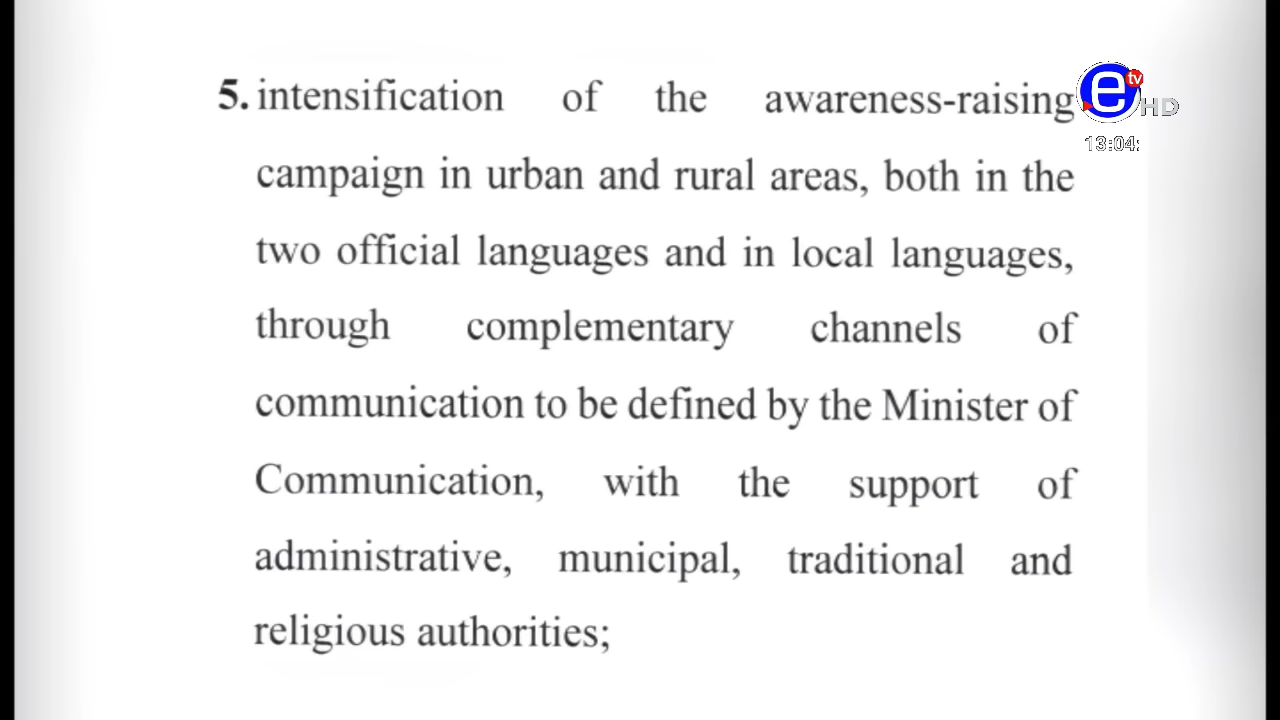 5. intensification of the awareness-raising
campaign in urban and rural areas, both in the
two official languages and in local languages,
through complementary channels of
communication to be defined by the Minister of
Communication, with the support of
administrative, municipal, traditional and
religious authorities;
e tv HD
13:04: